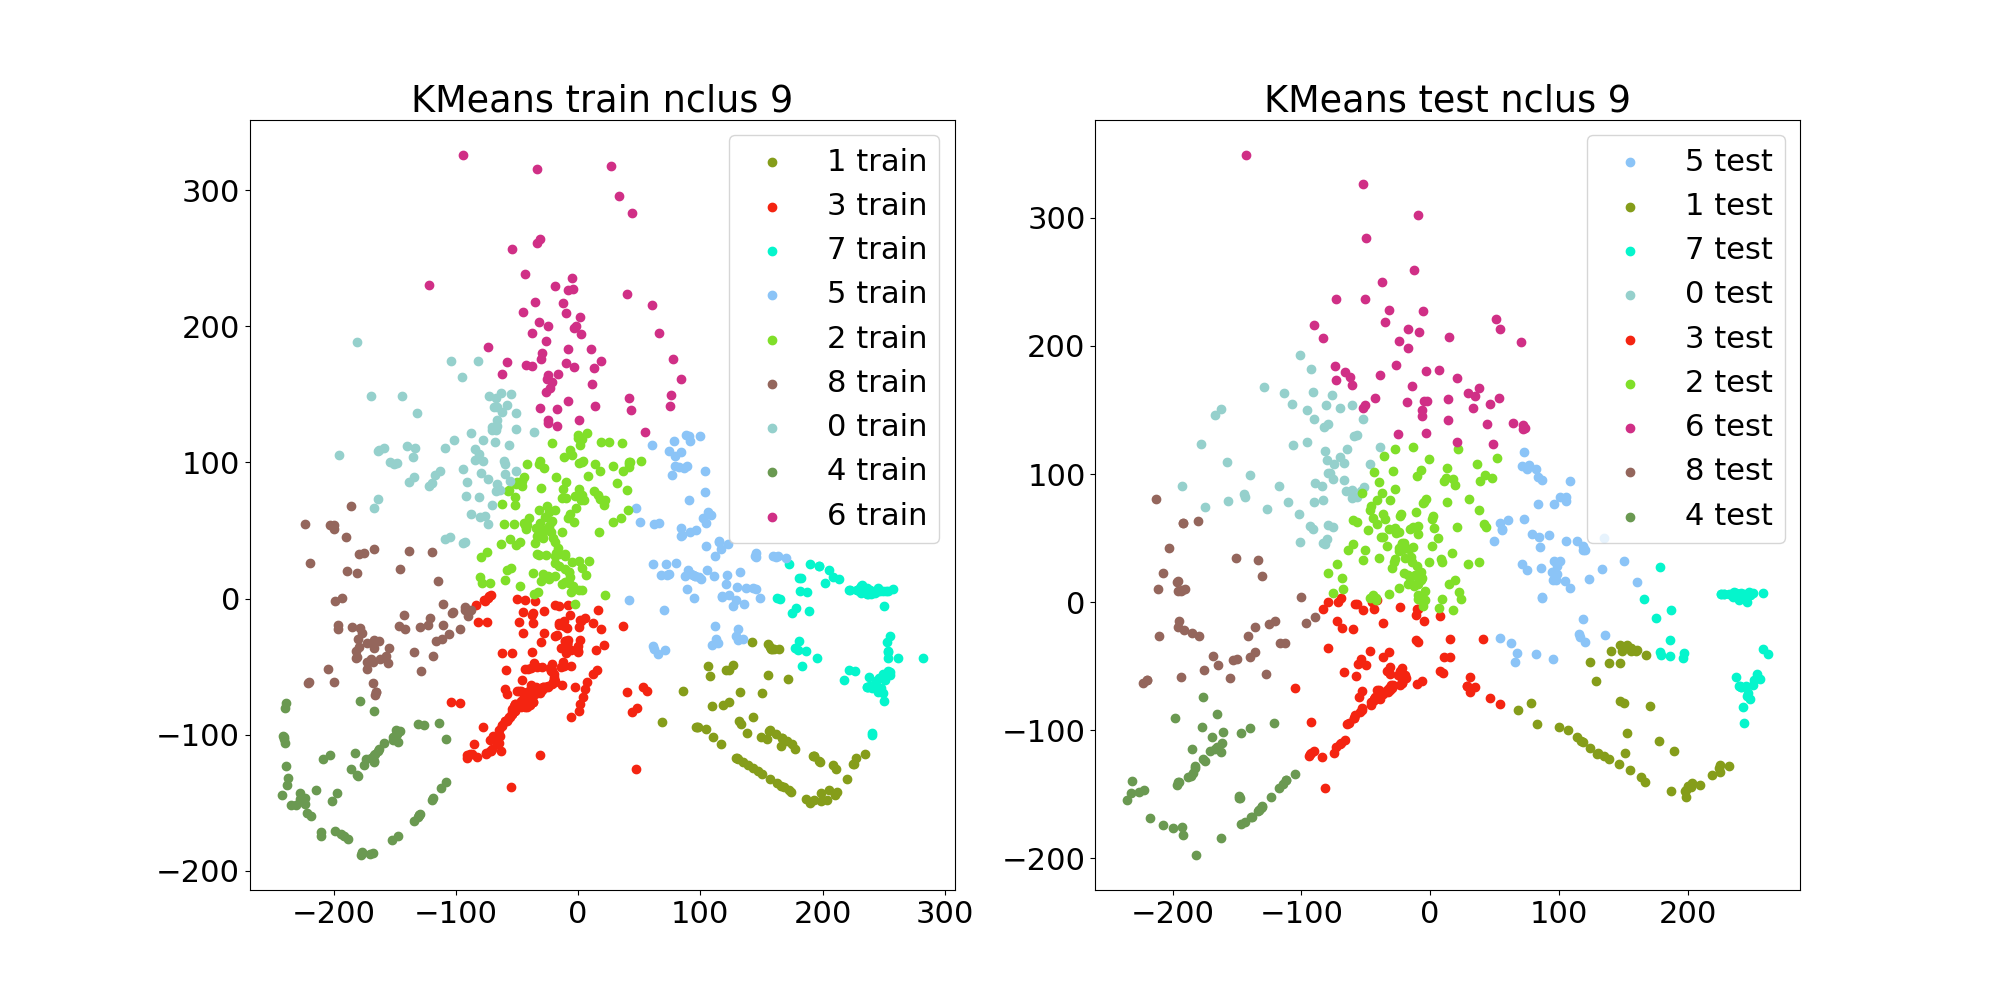 KMeans train nclus 9
300
200
100
0
−100
−200
−200
−100
0
100
200
300
1 train
3 train
7 train
5 train
2 train
8 train
0 train
4 train
6 train
KMeans test nclus 9
300
200
100
0
−100
−200
−200
−100
0
100
200
5 test
1 test
7 test
0 test
3 test
2 test
6 test
8 test
4 test